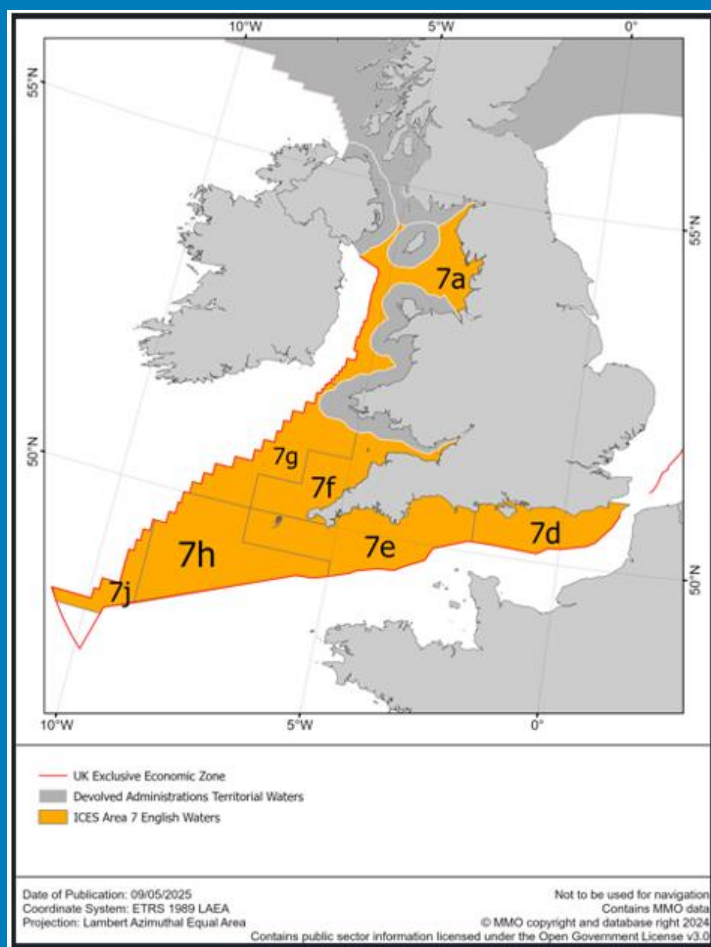 10°W
5°W
0°
55°N
55°N
7a
50°N
7g
7f
7h
7e
7d
7j
50°N
10°W
5°W
0°
UK Exclusive Economic Zone
Devolved Administrations Territorial Waters
ICES Area 7 English Waters
Date of Publication: 09/05/2025
Coordinate System: ETRS 1989 LAEA
Projection: Lambert Azimuthal Equal Area
Not to be used for navigation
Contains MMO data
© MMO copyright and database right 2024
Contains public sector information licensed under the Open Government License v3.0